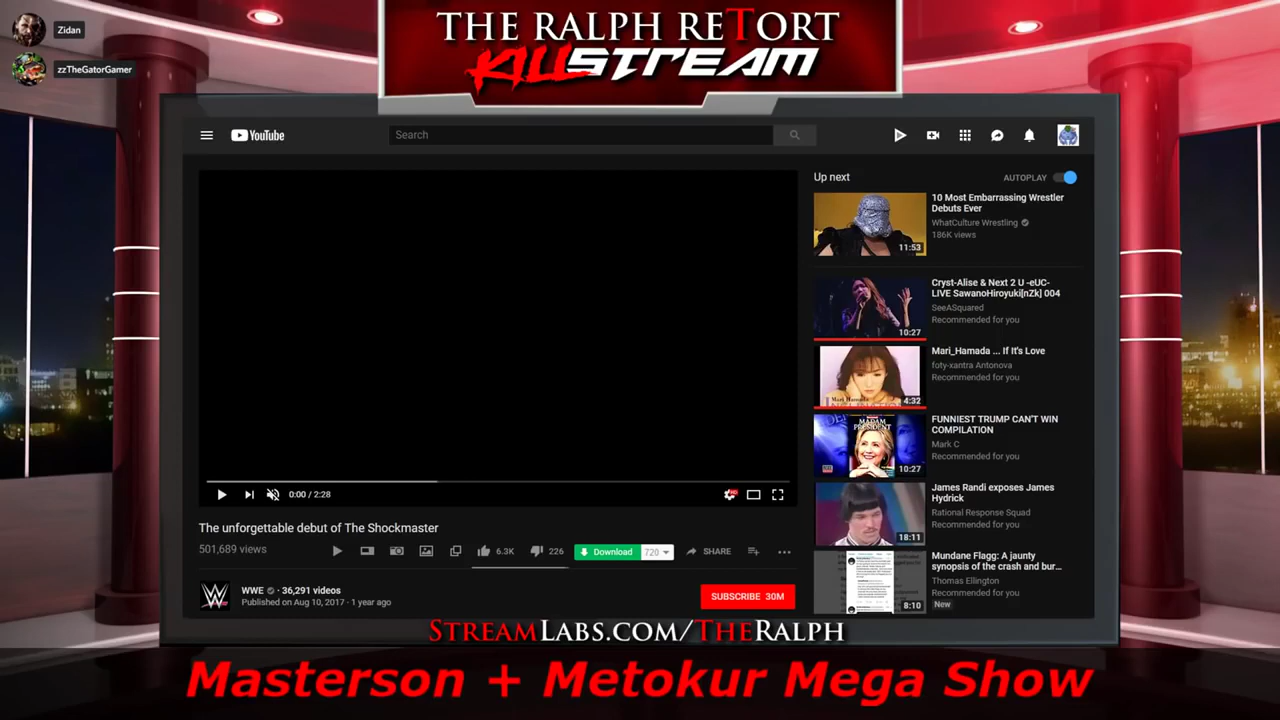 Zidan
zzTheGatorGamer
THE RALPH RETORT
KILLSTREAM
YouTube
Search
Up next
AUTOPLAY
10 Most Embarrassing Wrestler
Debuts Ever
WhatCulture Wrestling
186K views
11:53
Cryst-Alise & Next 2 U -eUC-
LIVE SawanoHiroyuki[nZk] 004
SeeASquared
Recommended for you
10:27
Mari_Hamada ... If It's Love
foty-xantra Antonova
Recommended for you
Mari Hamada
4:32
FUNNIEST TRUMP CAN'T WIN
COMPILATION
Mark C
Recommended for you
MADAM
PRESIDENT
10:27
James Randi exposes James
Hydrick
Rational Response Squad
Recommended for you
18:11
Mundane Flagg: A jaunty
synopsis of the crash and bur...
Thomas Ellington
New
8:10
0:00 / 2:28
HD
The unforgettable debut of The Shockmaster
501,689 views
6.3K
226
Download
720
SHARE
WWE • 36,291 videos
Published on Aug 10, 2017 • 1 year ago
SUBSCRIBE 30M
STREAMLABS.COM/THERALPH
Masterson + Metokur Mega Show